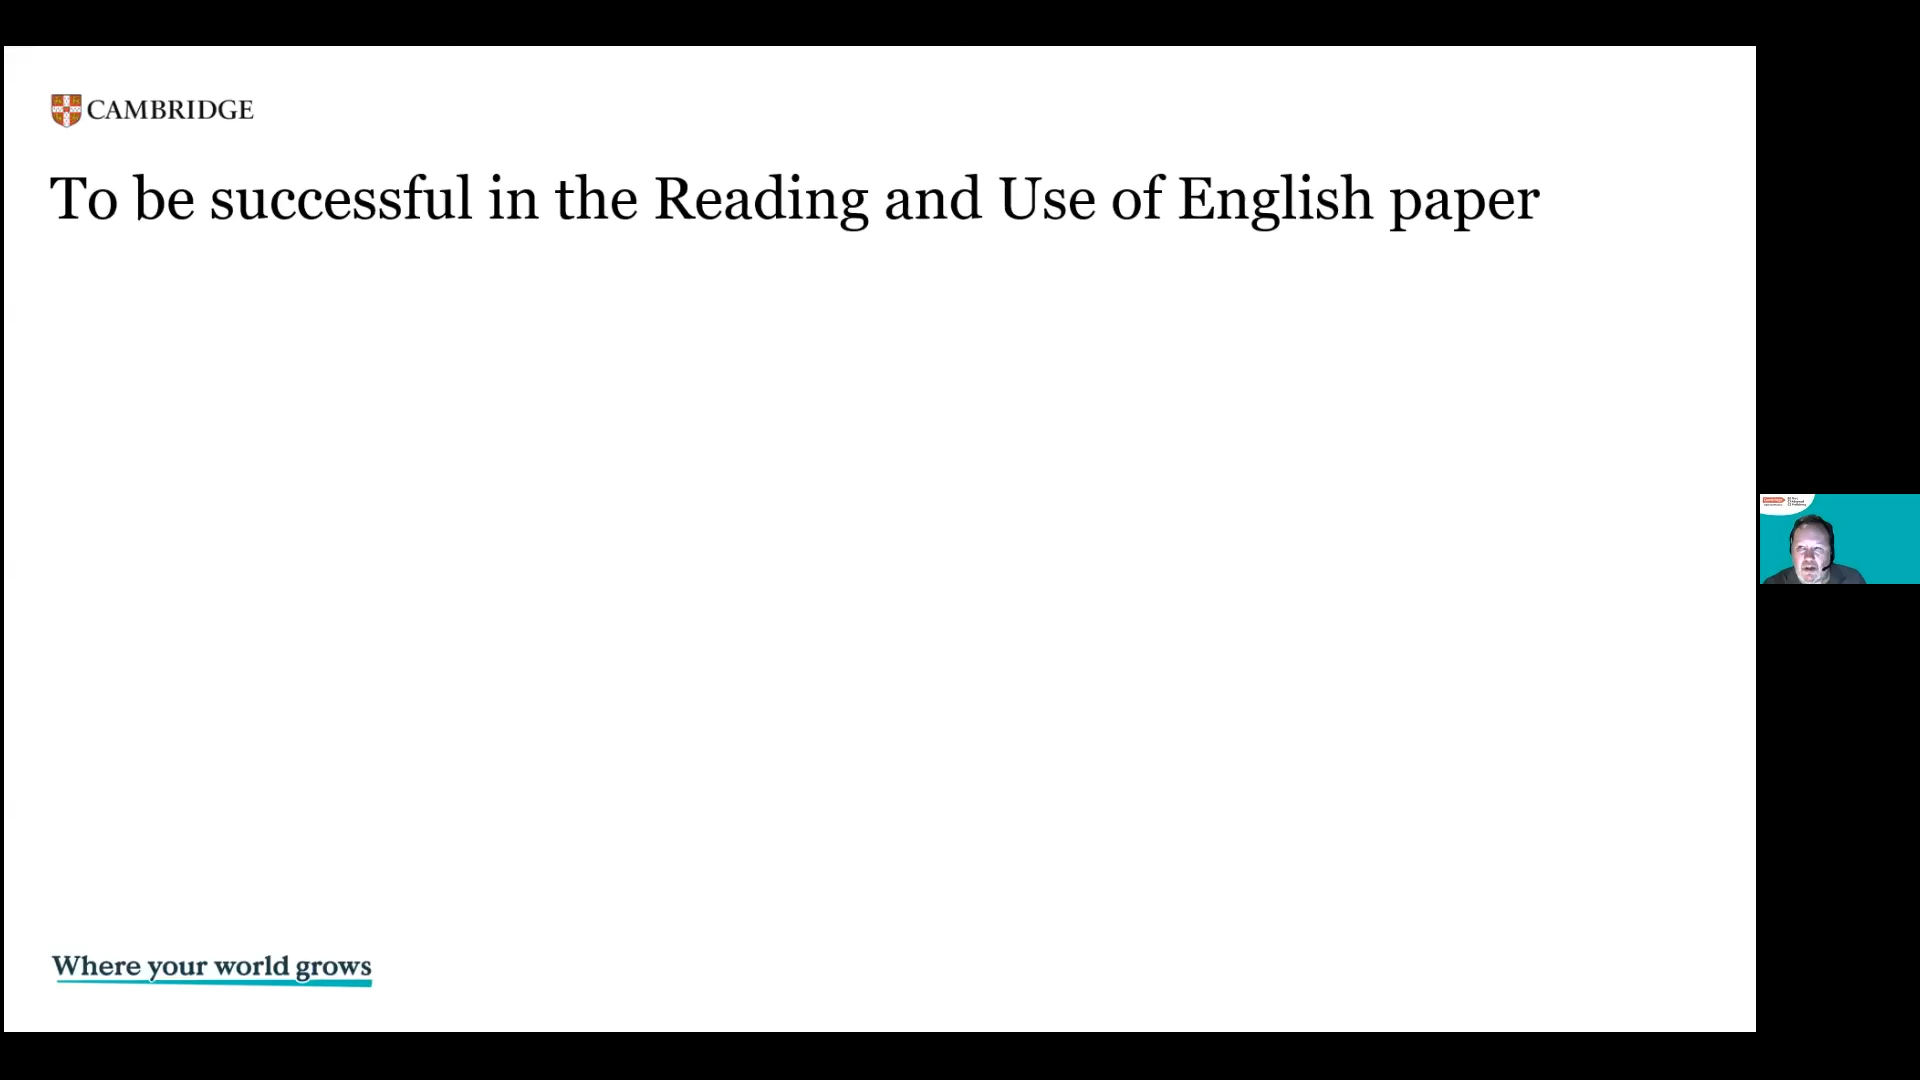 CAMBRIDGE
To be successful in the Reading and Use of English paper
Where your world grows